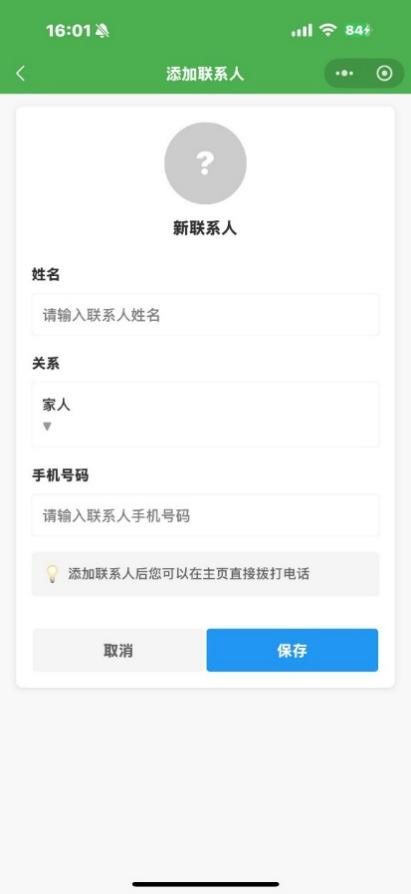 16:01
84
添加联系人
?
新联系人
姓名
请输入联系人姓名
关系
家人
▼
手机号码
请输入联系人手机号码
添加联系人后您可以在主页直接拨打电话
取消
保存